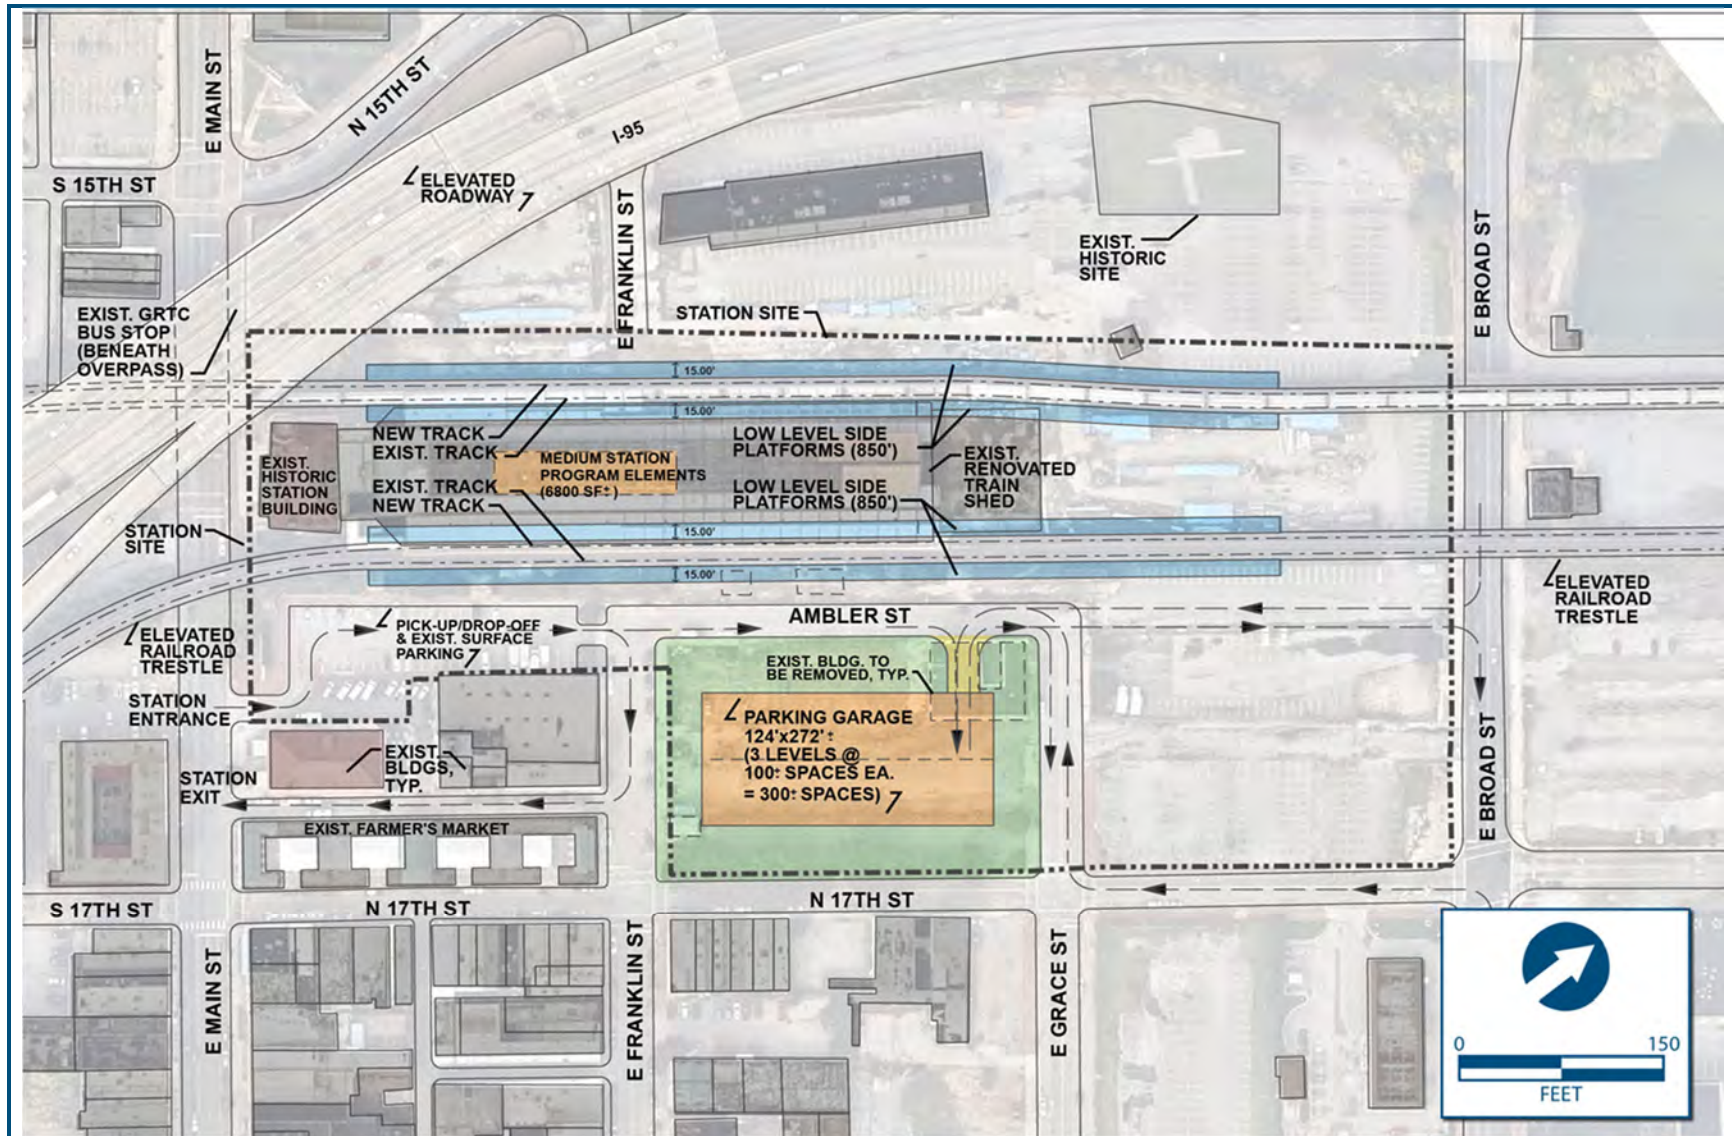 E MAIN ST
N 15TH ST
I-95
S 15TH ST
ELEVATED
ROADWAY
E FRANKLIN ST
EXIST.
HISTORIC
SITE
E BROAD ST
EXIST. GRTC
BUS STOP
(BENEATH
OVERPASS)
STATION SITE
15.00'
15.00'
NEW TRACK
EXIST. TRACK
EXIST. TRACK
NEW TRACK
MEDIUM STATION
PROGRAM ELEMENTS
(6800 SF±)
LOW LEVEL SIDE
PLATFORMS (850')
LOW LEVEL SIDE
PLATFORMS (850')
EXIST.
RENOVATED
TRAIN
SHED
EXIST.
HISTORIC
STATION
BUILDING
STATION
SITE
15.00'
15.00'
ELEVATED
RAILROAD
TRESTLE
ELEVATED
RAILROAD
TRESTLE
PICK-UP/DROP-OFF
& EXIST. SURFACE
PARKING
AMBLER ST
STATION
ENTRANCE
EXIST. BLDG. TO
BE REMOVED, TYP.
PARKING GARAGE
124'x272'±
(3 LEVELS @
100± SPACES EA.
= 300± SPACES)
EXIST.
BLDGS,
TYP.
STATION
EXIT
EXIST. FARMER'S MARKET
E BROAD ST
S 17TH ST
N 17TH ST
N 17TH ST
E MAIN ST
E FRANKLIN ST
E GRACE ST
0 150
FEET